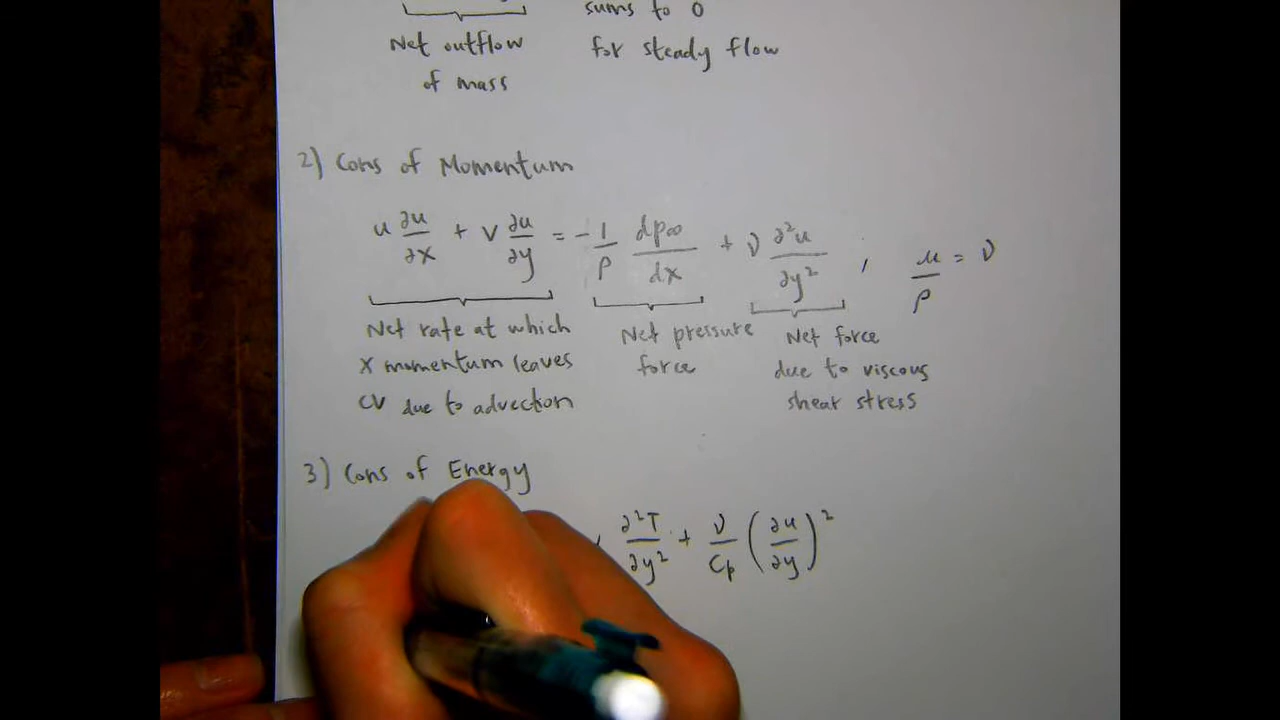 sums to 0
Net outflow for steady flow
of mass
2) Cons of Momentum
u ∂u/∂x + v ∂u/∂y = -1/ρ dp∞/dx + ν ∂²u/∂y² , μ/ρ = ν
Net rate at which Net pressure Net force
x momentum leaves force due to viscous
CV due to advection shear stress
3) Cons of Energy
∂²T/∂y² + ν/Cp (∂u/∂y)²